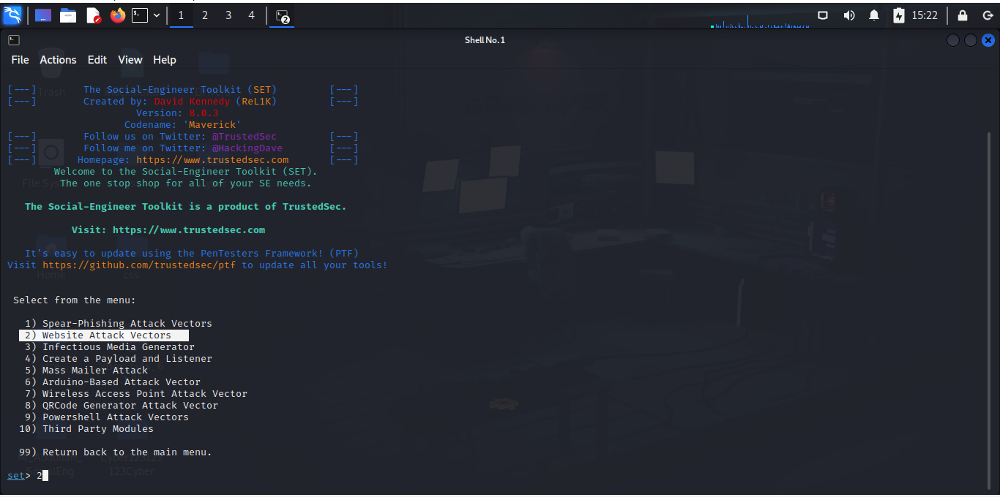 1 2 3 4 2 15:22
Shell No. 1
File Actions Edit View Help
[---] The Social-Engineer Toolkit (SET) [---]
[---] Created by: David Kennedy (ReL1K) [---]
Version: 8.0.3
Codename: 'Maverick'
[---] Follow us on Twitter: @TrustedSec [---]
[---] Follow me on Twitter: @HackingDave [---]
[---] Homepage: https://www.trustedsec.com [---]
Welcome to the Social-Engineer Toolkit (SET).
The one stop shop for all of your SE needs.
The Social-Engineer Toolkit is a product of TrustedSec.
Visit: https://www.trustedsec.com
It's easy to update using the PenTesters Framework! (PTF)
Visit https://github.com/trustedsec/ptf to update all your tools!
Select from the menu:
1) Spear-Phishing Attack Vectors
2) Website Attack Vectors
3) Infectious Media Generator
4) Create a Payload and Listener
5) Mass Mailer Attack
6) Arduino-Based Attack Vector
7) Wireless Access Point Attack Vector
8) QRCode Generator Attack Vector
9) Powershell Attack Vectors
10) Third Party Modules
99) Return back to the main menu.
set> 2
Trash
Home
css
123Cyber